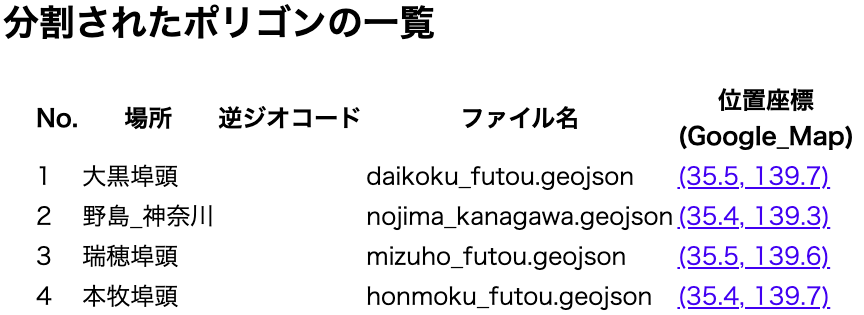 分割されたポリゴンの一覧
No. 場所 逆ジオコード ファイル名 位置座標
(Google_Map)
1 大黒埠頭 daikoku_futou.geojson (35.5, 139.7)
2 野島_神奈川 nojima_kanagawa.geojson (35.4, 139.3)
3 瑞穂埠頭 mizuho_futou.geojson (35.5, 139.6)
4 本牧埠頭 honmoku_futou.geojson (35.4, 139.7)